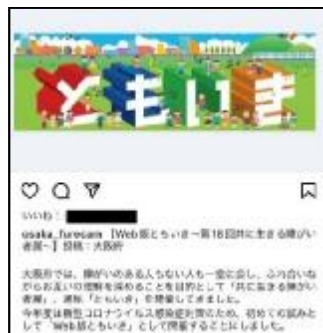 ともいき
いいね！
osaka_furecam 【Web版ともいき～第18回共に生きる障がい
者展～】投稿：大阪府
大阪府では、障がいのある人もない人も一堂に会し、ふれ合いな
がらお互いの理解を深めることを目的として「共に生きる障がい
者展」、通称「ともいき」を開催してきました。
今年度は新型コロナウイルス感染症対策のため、初めての試みと
して「Web版ともいき」として開催することにしました。